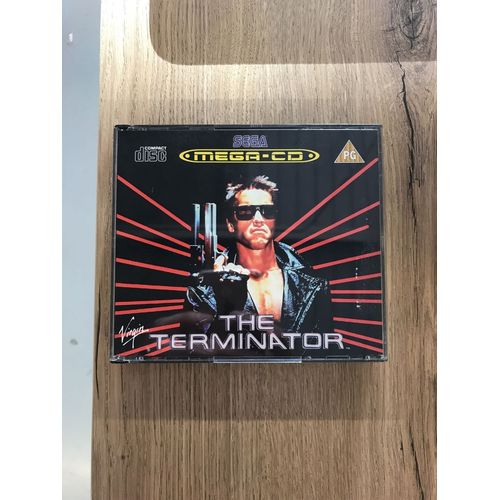 COMPACT
disc
SEGA
MEGA-CD
PG
Virgin
THE
TERMINATOR